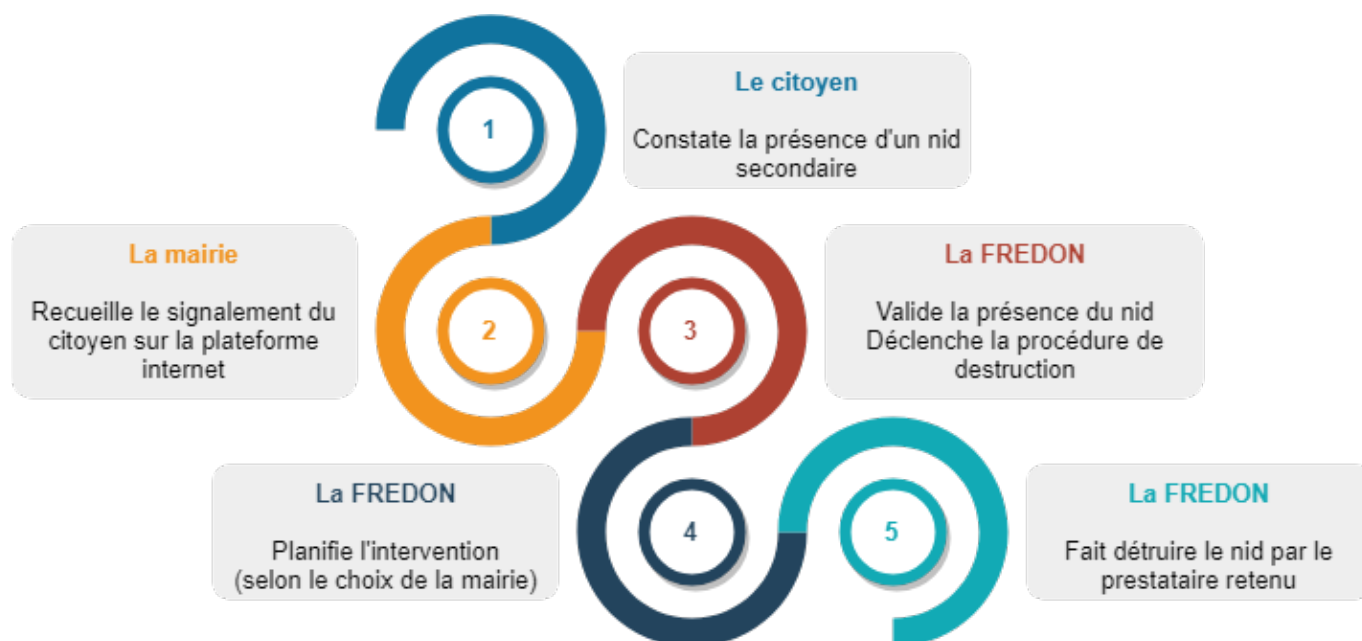 1
Le citoyen
Constate la présence d'un nid
secondaire
La mairie
Recueille le signalement du
citoyen sur la plateforme
internet
2
3
La FREDON
Valide la présence du nid
Déclenche la procédure de
destruction
La FREDON
Planifie l'intervention
(selon le choix de la mairie)
4
5
La FREDON
Fait détruire le nid par le
prestataire retenu